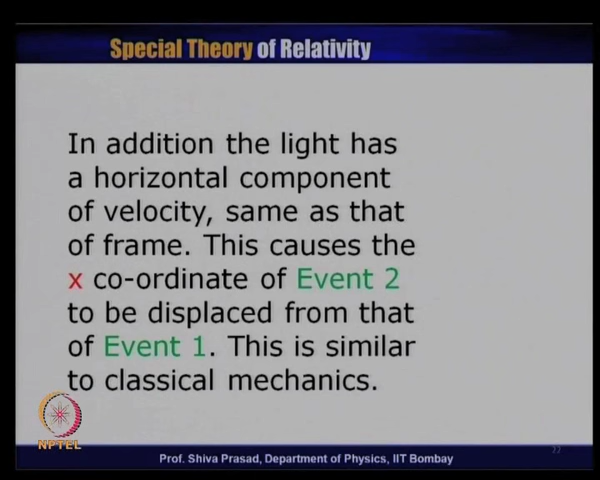 Special Theory of Relativity
In addition the light has
a horizontal component
of velocity, same as that
of frame. This causes the
x co-ordinate of Event 2
to be displaced from that
of Event 1. This is similar
to classical mechanics.
NPTEL
Prof. Shiva Prasad, Department of Physics, IIT Bombay